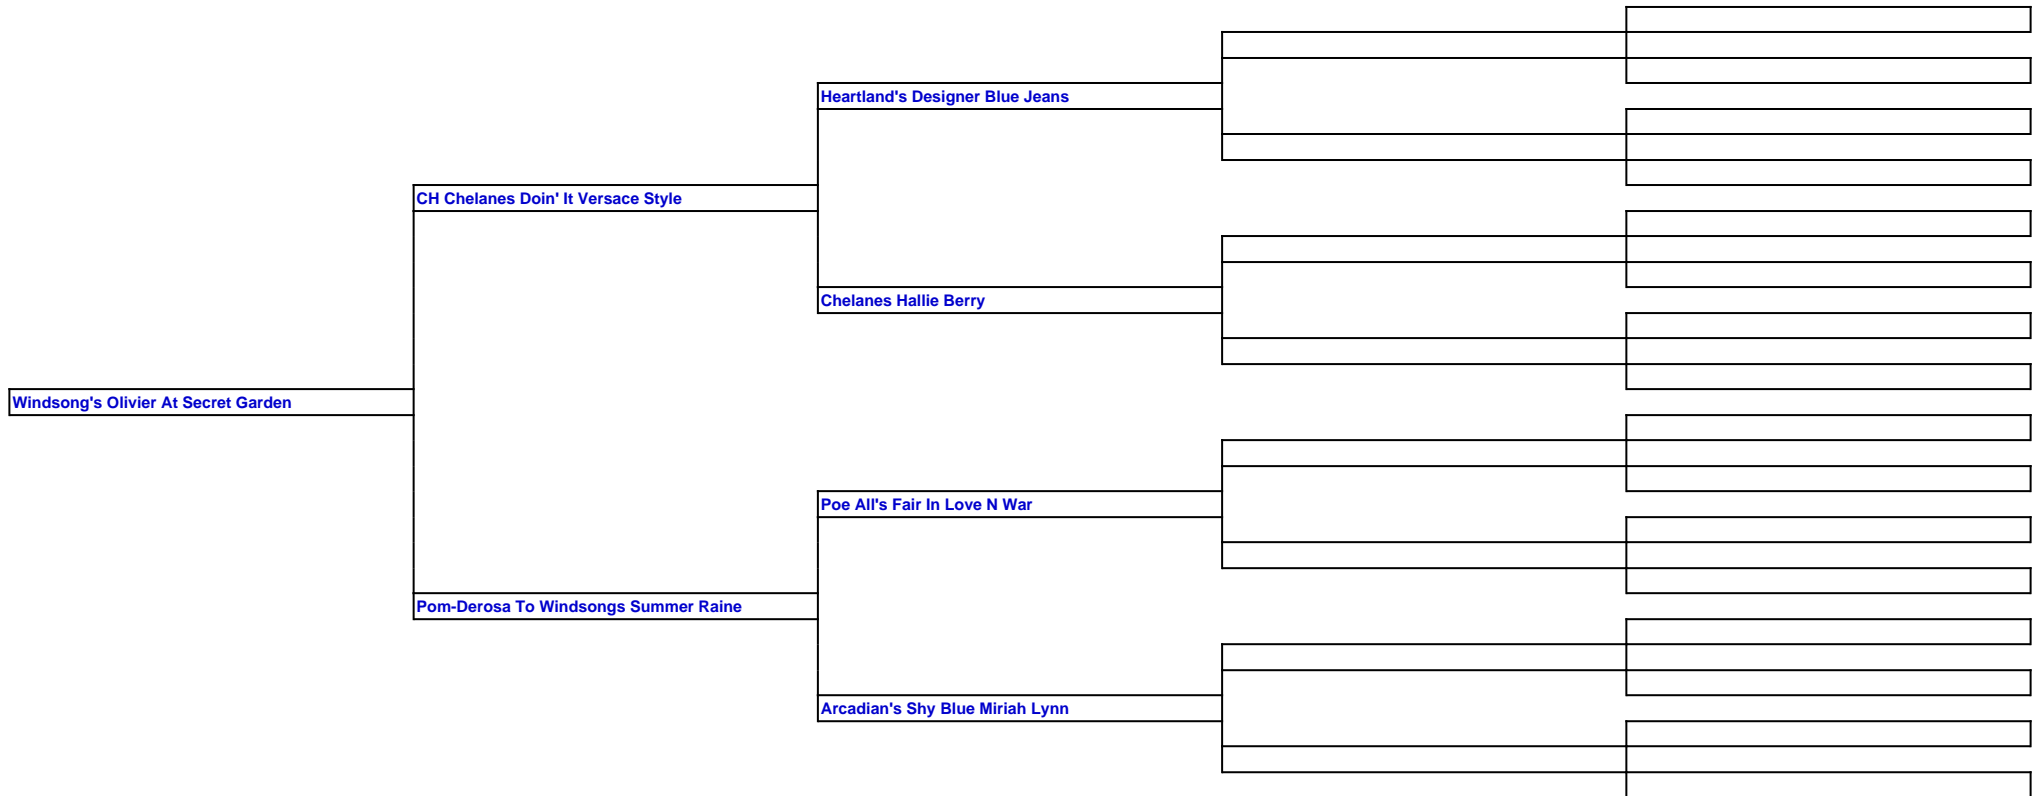 Heartland's Designer Blue Jeans
CH Chelanes Doin' It Versace Style
Chelanes Hallie Berry
Windsong's Olivier At Secret Garden
Poe All's Fair In Love N War
Pom-Derosa To Windsongs Summer Raine
Arcadian's Shy Blue Miriah Lynn